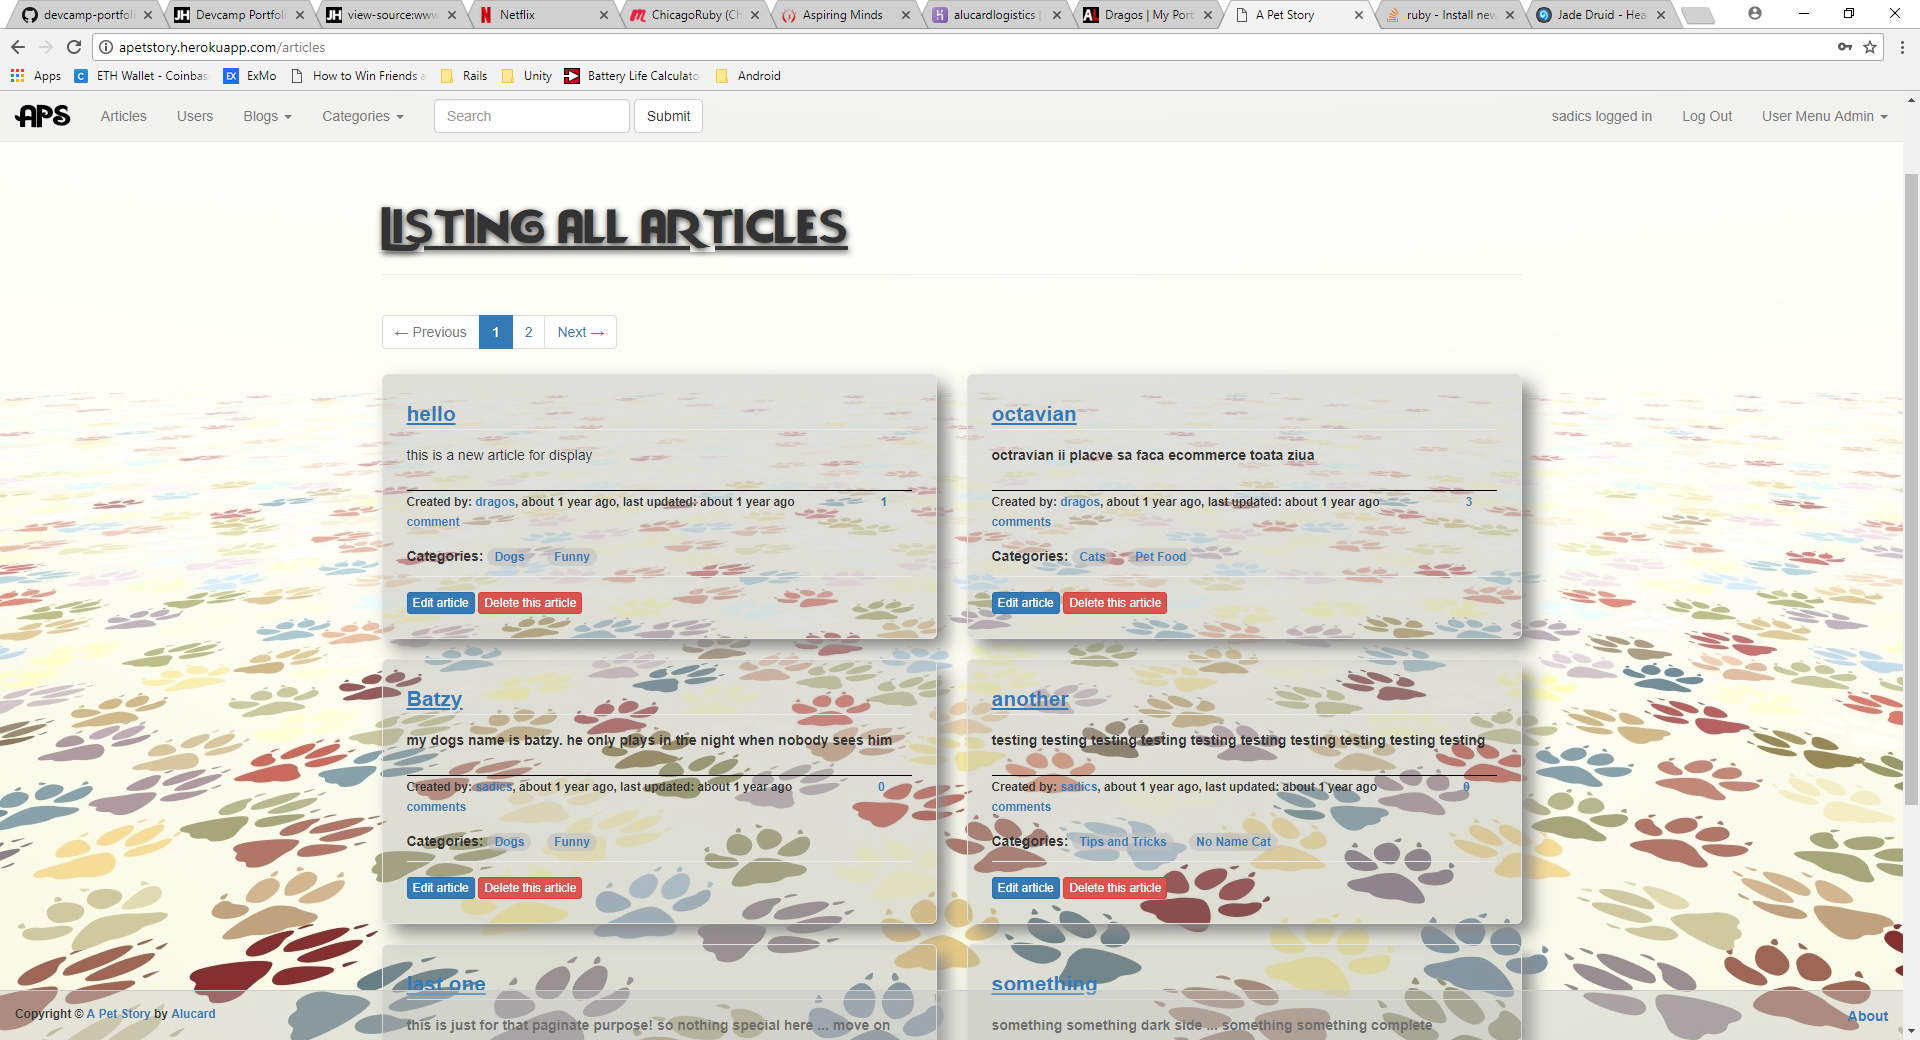 devcamp-portfol
Devcamp Portfoli
view-source:www
Netflix
ChicagoRuby (Ch
Aspiring Minds
alucardlogistics |
Dragos | My Port
A Pet Story
ruby - Install new
Jade Druid - Hea
apetstory.herokuapp.com/articles
Apps
ETH Wallet - Coinbas
ExMo
How to Win Friends a
Rails
Unity
Battery Life Calculato
Android
APS
Articles
Users
Blogs
Categories
Search
Submit
sadics logged in
Log Out
User Menu Admin
Listing all articles
← Previous 1 2 Next →
hello
this is a new article for display
Created by: dragos, about 1 year ago, last updated: about 1 year ago 1
comment
Categories: Dogs Funny
Edit article Delete this article
octavian
octravian ii placve sa faca ecommerce toata ziua
Created by: dragos, about 1 year ago, last updated: about 1 year ago 3
comments
Categories: Cats Pet Food
Edit article Delete this article
Batzy
my dogs name is batzy. he only plays in the night when nobody sees him
Created by: sadics, about 1 year ago, last updated: about 1 year ago 0
comments
Categories: Dogs Funny
Edit article Delete this article
another
testing testing testing testing testing testing testing testing testing testing
Created by: sadics, about 1 year ago, last updated: about 1 year ago 0
comments
Categories: Tips and Tricks No Name Cat
Edit article Delete this article
last one
this is just for that paginate purpose! so nothing special here ... move on
something
something something dark side ... something something complete
Copyright © A Pet Story by Alucard
About